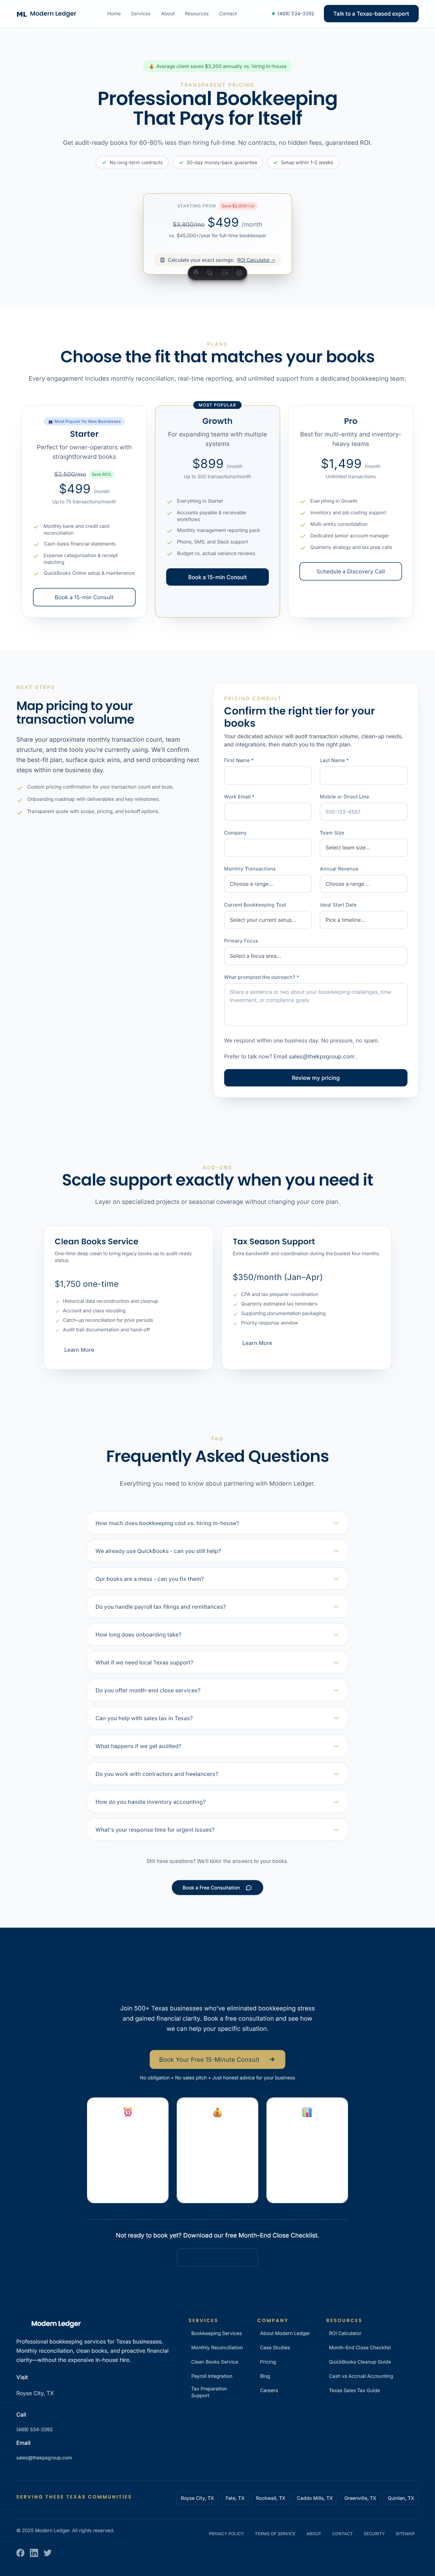 ML Modern Ledger
Home Services About Resources Contact
(469) 534-3392
Talk to a Texas-based expert
Average client saves $3,200 annually vs. hiring in-house
TRANSPARENT PRICING
Professional Bookkeeping
That Pays for Itself
Get audit-ready books for 60-80% less than hiring full-time. No contracts, no hidden fees, guaranteed ROI.
No long-term contracts
30-day money-back guarantee
Setup within 1-2 weeks
STARTING FROM
$3,800/mo $499 /month
vs. $45,000+/year for full-time bookkeeper
Calculate your exact savings: ROI Calculator →
PLANS
Choose the fit that matches your books
Every engagement includes monthly reconciliation, real-time reporting, and unlimited support from a dedicated bookkeeping team.
Most Popular for New Businesses
Starter
Perfect for owner-operators with
straightforward books
$2,500/mo Save 80%
$499 /month
Up to 75 transactions/month
Monthly bank and credit card
reconciliation
Cash-basis financial statements
Expense categorization & receipt
matching
QuickBooks Online setup & maintenance
Book a 15-min Consult
MOST POPULAR
Growth
For expanding teams with multiple
systems
$899 /month
Up to 300 transactions/month
Everything in Starter
Accounts payable & receivable
workflows
Monthly management reporting pack
Phone, SMS, and Slack support
Budget vs. actual variance reviews
Book a 15-min Consult
Pro
Best for multi-entity and inventory-
heavy teams
$1,499 /month
Unlimited transactions
Everything in Growth
Inventory and job costing support
Multi-entity consolidation
Dedicated senior account manager
Quarterly strategy and tax prep calls
Schedule a Discovery Call
NEXT STEPS
Map pricing to your
transaction volume
Share your approximate monthly transaction count, team
structure, and the tools you're currently using. We'll confirm
the best-fit plan, surface quick wins, and send onboarding next
steps within one business day.
Custom pricing confirmation for your transaction count and tools.
Onboarding roadmap with deliverables and key milestones.
Transparent quote with scope, pricing, and kickoff options.
PRICING CONSULT
Confirm the right tier for your
books
Your dedicated advisor will audit transaction volume, clean-up needs,
and integrations, then match you to the right plan.
First Name *
Last Name *
Work Email *
Mobile or Direct Line
555-123-4567
Company
Team Size
Select team size...
Monthly Transactions
Choose a range...
Annual Revenue
Choose a range...
Current Bookkeeping Tool
Select your current setup...
Ideal Start Date
Pick a timeline...
Primary Focus
Select a focus area...
What prompted the outreach? *
Share a sentence or two about your bookkeeping challenges, time
investment, or compliance goals.
We respond within one business day. No pressure, no spam.
Prefer to talk now? Email sales@thekpsgroup.com .
Review my pricing
ADD-ONS
Scale support exactly when you need it
Layer on specialized projects or seasonal coverage without changing your core plan.
Clean Books Service
One-time deep clean to bring legacy books up to audit-ready
status.
$1,750 one-time
Historical data reconstruction and cleanup
Account and class recoding
Catch-up reconciliation for prior periods
Audit trail documentation and hand-off
Learn More
Tax Season Support
Extra bandwidth and coordination during the busiest four months.
$350/month (Jan–Apr)
CPA and tax preparer coordination
Quarterly estimated tax reminders
Supporting documentation packaging
Priority response window
Learn More
FAQ
Frequently Asked Questions
Everything you need to know about partnering with Modern Ledger.
How much does bookkeeping cost vs. hiring in-house?
We already use QuickBooks - can you still help?
Our books are a mess - can you fix them?
Do you handle payroll tax filings and remittances?
How long does onboarding take?
What if we need local Texas support?
Do you offer month-end close services?
Can you help with sales tax in Texas?
What happens if we get audited?
Do you work with contractors and freelancers?
How do you handle inventory accounting?
What's your response time for urgent issues?
Still have questions? We'll tailor the answers to your books.
Book a Free Consultation
Join 500+ Texas businesses who've eliminated bookkeeping stress
and gained financial clarity. Book a free consultation and see how
we can help your specific situation.
Book Your Free 15-Minute Consult →
No obligation • No sales pitch • Just honest advice for your business
Not ready to book yet? Download our free Month-End Close Checklist.
Modern Ledger
Professional bookkeeping services for Texas businesses.
Monthly reconciliation, clean books, and proactive financial
clarity—without the expensive in-house hire.
Visit
Royse City, TX
Call
(469) 534-3392
Email
sales@thekpsgroup.com
SERVICES
Bookkeeping Services
Monthly Reconciliation
Clean Books Service
Payroll Integration
Tax Preparation
Support
COMPANY
About Modern Ledger
Case Studies
Pricing
Blog
Careers
RESOURCES
ROI Calculator
Month-End Close Checklist
QuickBooks Cleanup Guide
Cash vs Accrual Accounting
Texas Sales Tax Guide
SERVING THESE TEXAS COMMUNITIES
Royse City, TX Fate, TX Rockwall, TX Caddo Mills, TX Greenville, TX Quinlan, TX
© 2025 Modern Ledger. All rights reserved.
PRIVACY POLICY TERMS OF SERVICE ABOUT CONTACT SECURITY SITEMAP